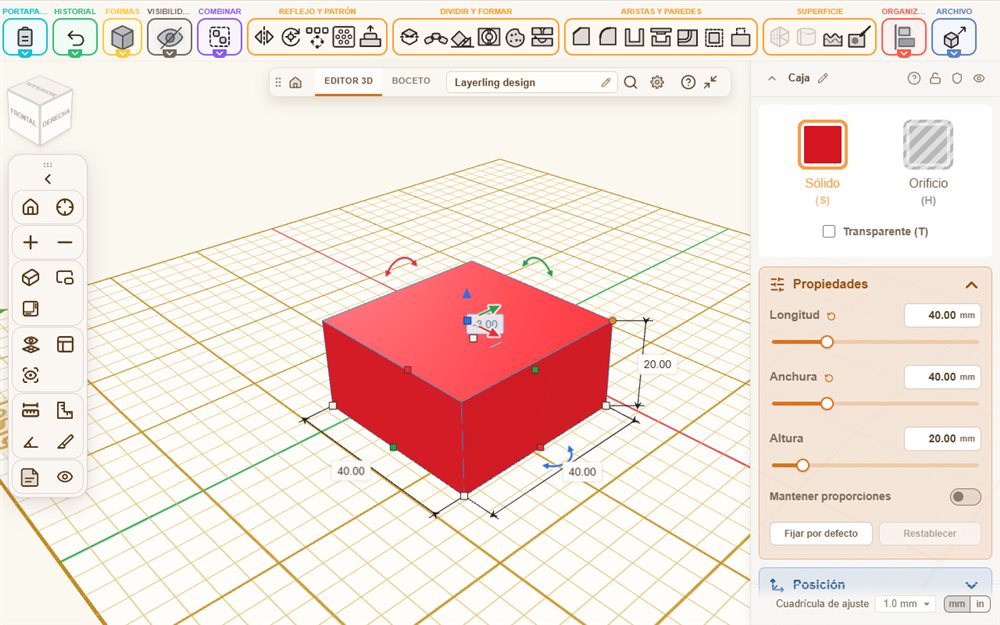 PORTAPA...
HISTORIAL
FORMAS
VISIBILID...
COMBINAR
REFLEJO Y PATRÓN
DIVIDIR Y FORMAR
ARISTAS Y PAREDES
SUPERFICIE
ORGANIZ...
ARCHIVO
EDITOR 3D
BOCETO
Layerling design
Caja
SUPERIOR
FRONTAL
DERECHA
Sólido
(S)
Orificio
(H)
Transparente (T)
Propiedades
Longitud
40.00 mm
Anchura
40.00 mm
Altura
20.00 mm
Mantener proporciones
Fijar por defecto
Restablecer
Posición
Cuadrícula de ajuste
1.0 mm
mm
in
20.00
40.00
40.00